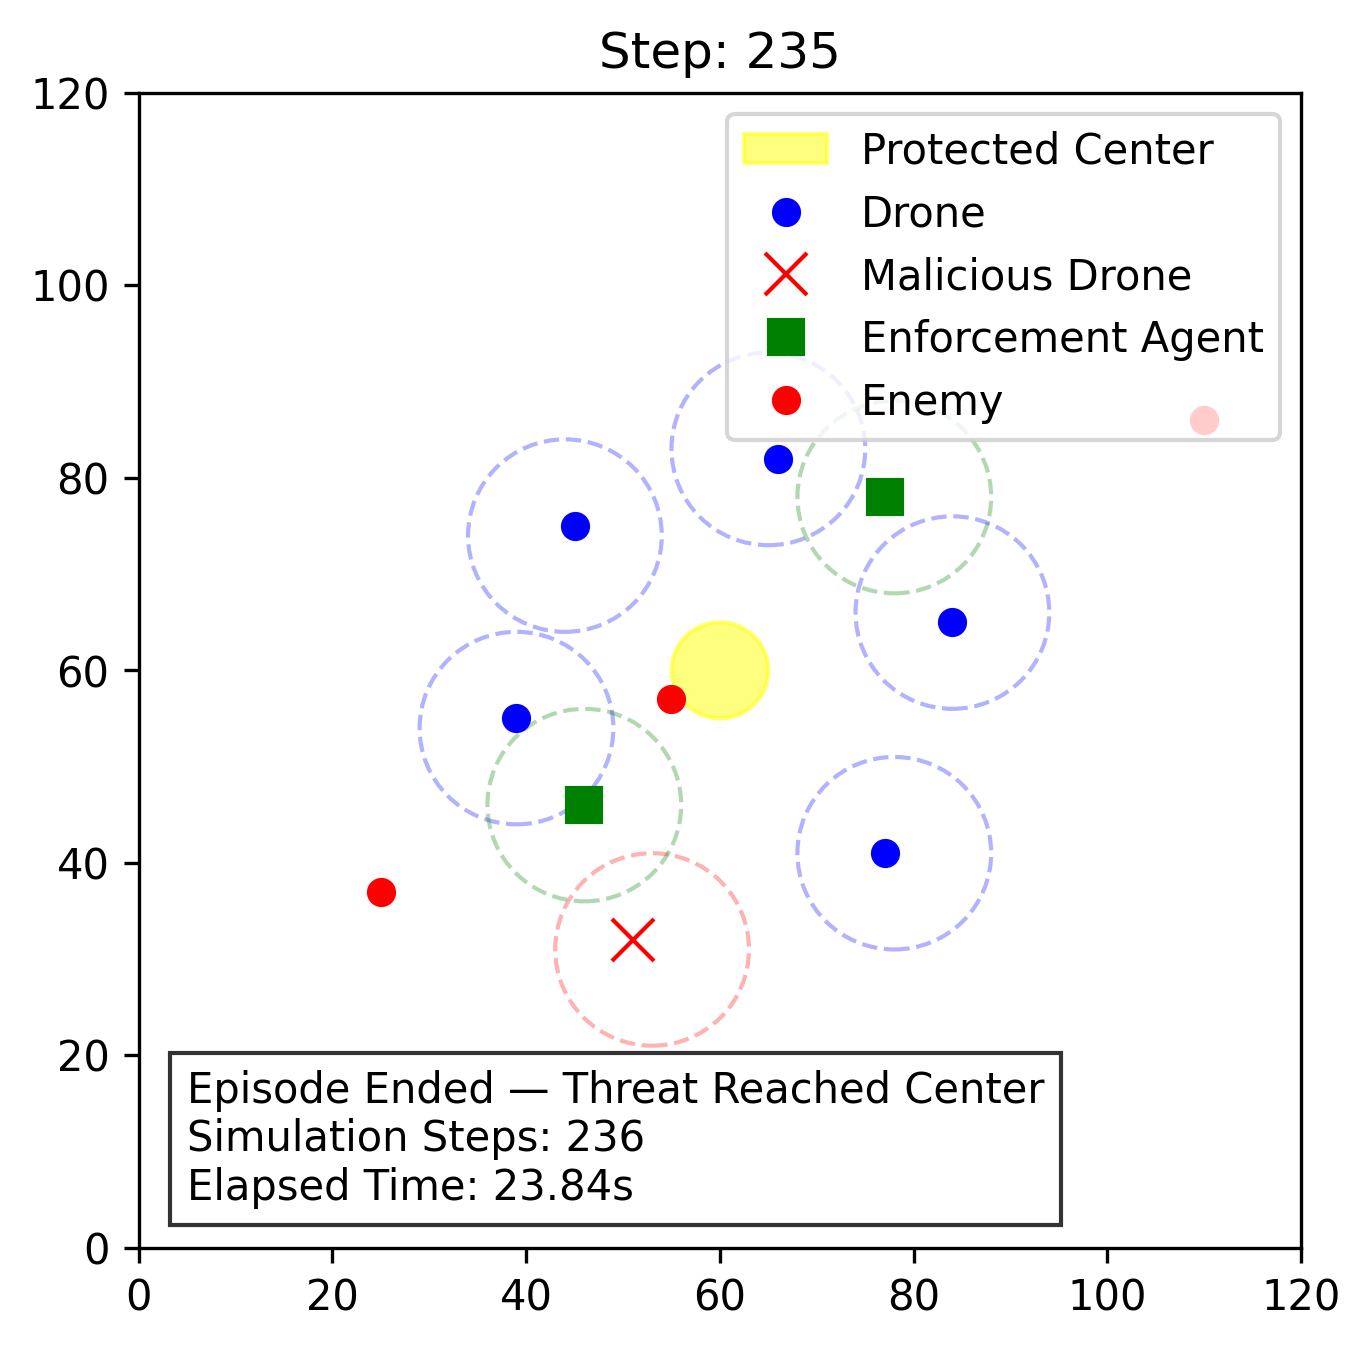 Step: 235
120
100
80
60
40
20
0
Protected Center
Drone
Malicious Drone
Enforcement Agent
Enemy
Episode Ended — Threat Reached Center
Simulation Steps: 236
Elapsed Time: 23.84s
0 20 40 60 80 100 120